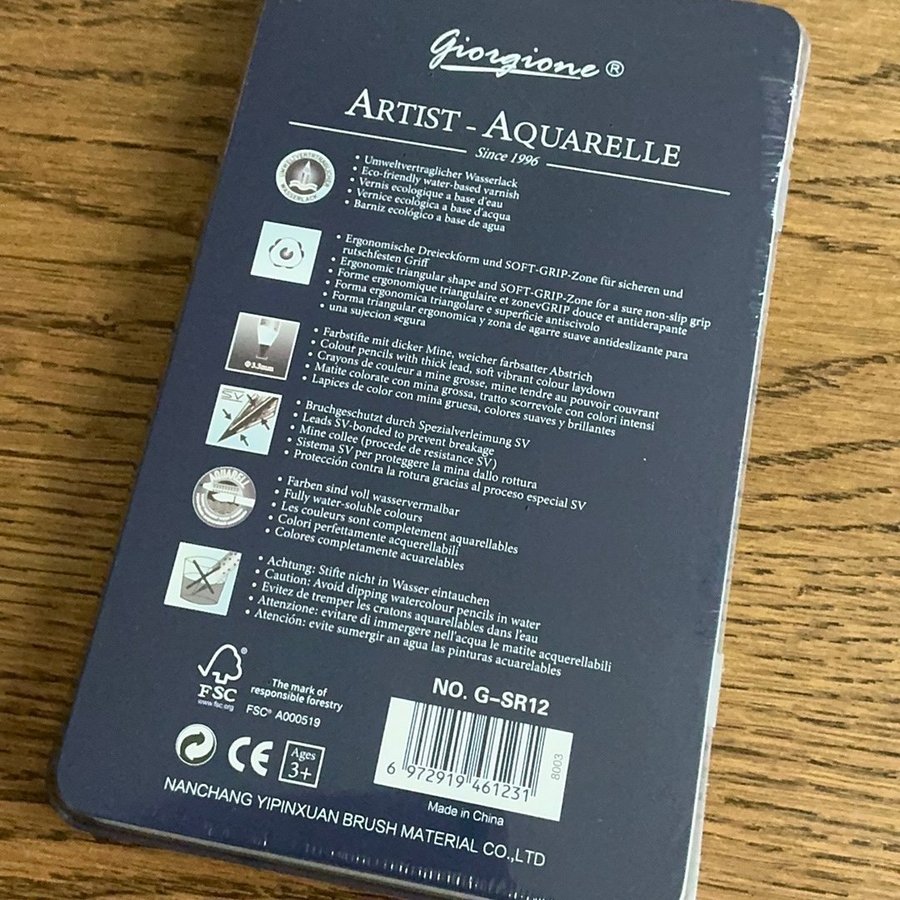 Giorgione ®
ARTIST - AQUARELLE
Since 1996
UMWELTVERTRAGLICHER WASSERLACK
• Umweltvertraglicher Wasserlack
• Eco-friendly water-based varnish
• Vernis ecologique a base d'eau
• Vernice ecològica a base d'acqua
• Barniz ecológico a base de agua
• Ergonomische Dreieckform und SOFT-GRIP-Zone für sicheren und
rutschfesten Griff
• Ergonomic triangular shape and SOFT-GRIP-Zone for a sure non-slip grip
• Forme ergonomique triangulaire et zonevGRIP douce et antiderapante
• Forma ergonomica triangolare e superficie antiscivolo
• Forma triangular ergonomica y zona de agarre suave antideslizante para
una sujecion segura
Φ3.3mm
• Farbstifte mit dicker Mine, weicher farbsatter Abstrich
• Colour pencils with thick lead, soft vibrant colour laydown
• Crayons de couleur a mine grosse, mine tendre au pouvoir couvrant
• Matite colorate con mina grossa, tratto scorrevole con colori intensi
• Lapices de color con mina gruesa, colores suaves y brillantes
SV
• Bruchgeschutzt durch Spezialverleimung SV
• Leads SV-bonded to prevent breakage
• Mine collee (procede de resistance SV)
• Sistema SV per proteggere la mina dallo rottura
• Protección contra la rotura gracias al proceso especial SV
AQUARELL
• Farben sind voll wasservermalbar
• Fully water-soluble colours
• Les couleurs sont completement aquarellables
• Colori perfettamente acquerellabili
• Colores completamente acuarelables
• Achtung: Stifte nicht in Wasser eintauchen
• Caution: Avoid dipping watercolour pencils in water
• Evitez de tremper les cratons aquarellables dans l'eau
• Attenzione: evitare di immergere nell'acqua le matite acquerellabili
• Atención: evite sumergir an agua las pinturas acuarelables
FSC ®
www.fsc.org
The mark of
responsible forestry
FSC® A000519
CE
Ages
3+
NO. G-SR12
6 972919 461231
8003
Made in China
NANCHANG YIPINXUAN BRUSH MATERIAL CO.,LTD